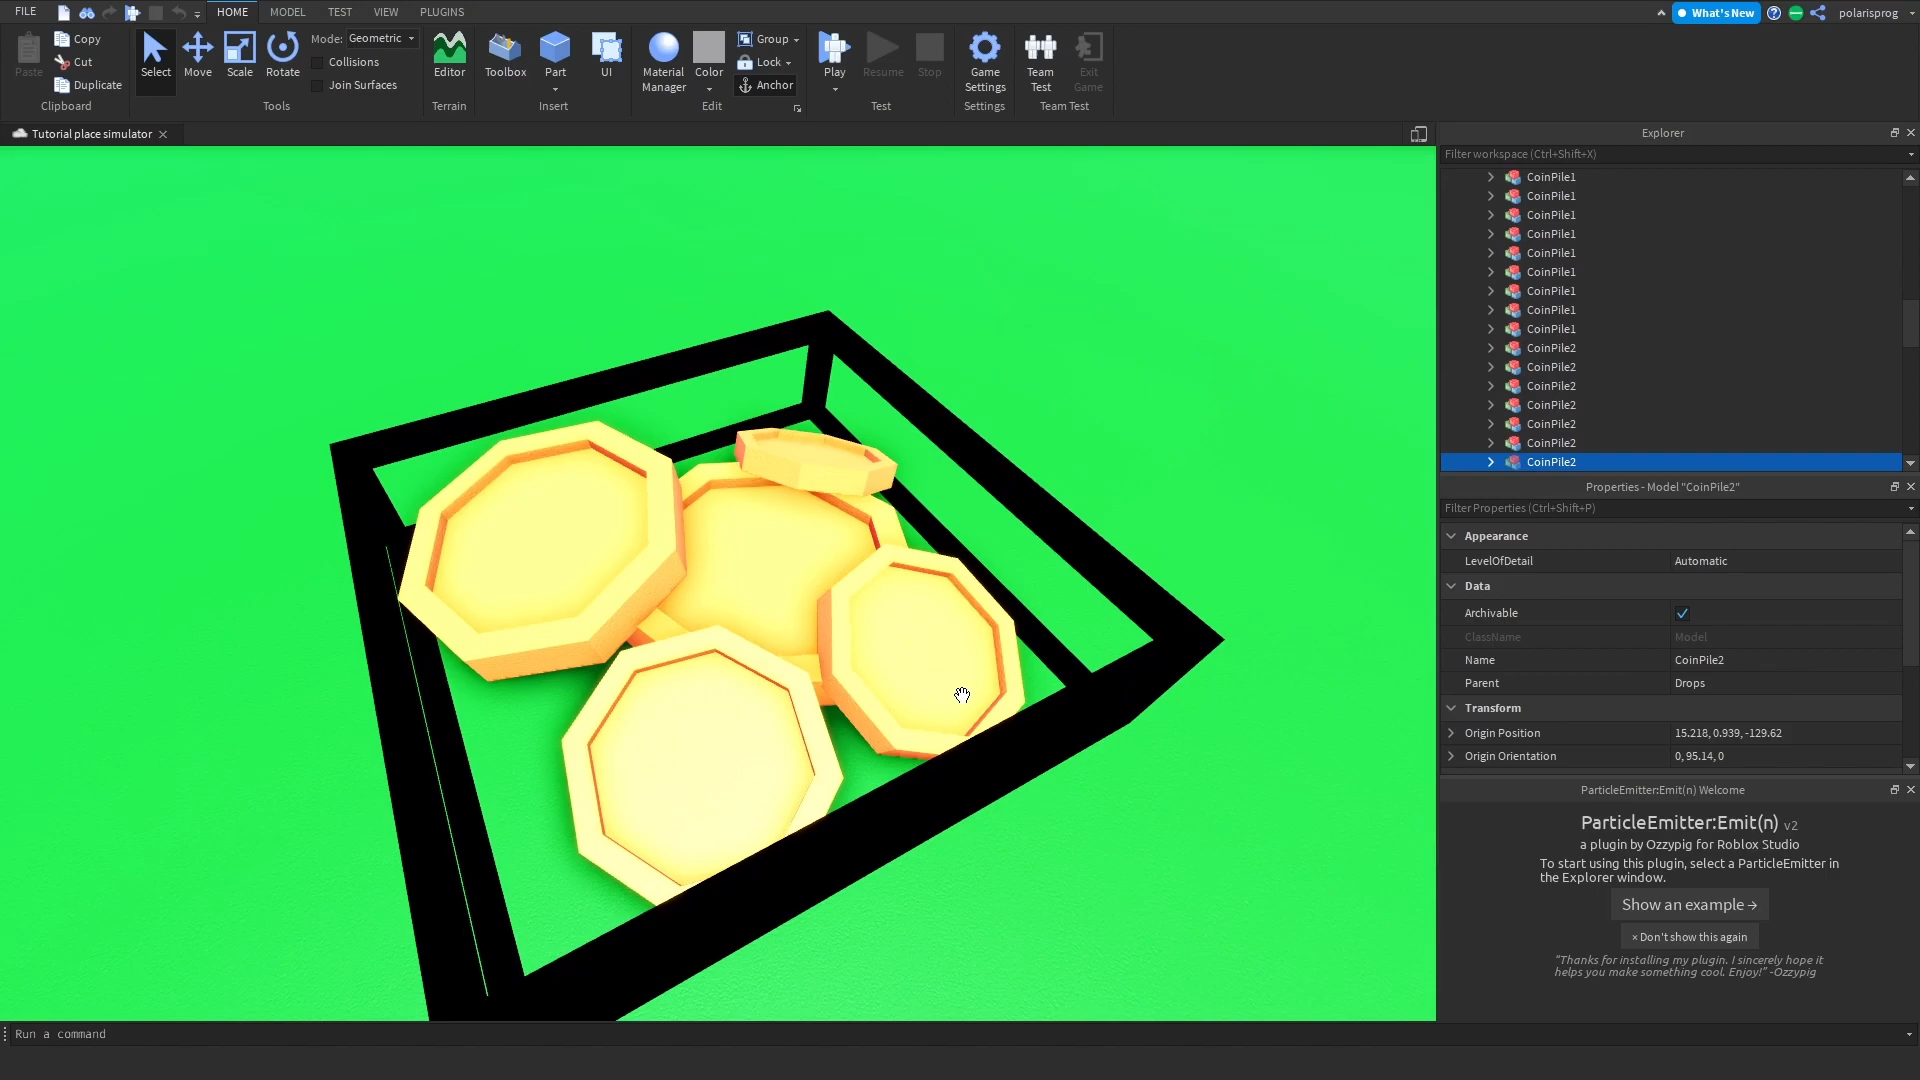 FILE HOME MODEL TEST VIEW PLUGINS What's New polarisprog
Paste Copy Cut Duplicate Clipboard
Select Move Scale Rotate Mode: Geometric Collisions Join Surfaces Tools
Editor Terrain
Toolbox Part UI Insert
Material Manager Color Group Lock Anchor Edit
Play Resume Stop Test
Game Settings Settings
Team Test Exit Game Team Test
Tutorial place simulator
Explorer
Filter workspace (Ctrl+Shift+X)
CoinPile1
CoinPile1
CoinPile1
CoinPile1
CoinPile1
CoinPile1
CoinPile1
CoinPile1
CoinPile1
CoinPile2
CoinPile2
CoinPile2
CoinPile2
CoinPile2
CoinPile2
CoinPile2
Properties - Model "CoinPile2"
Filter Properties (Ctrl+Shift+P)
Appearance
LevelOfDetail Automatic
Data
Archivable
ClassName Model
Name CoinPile2
Parent Drops
Transform
Origin Position 15.218, 0.939, -129.62
Origin Orientation 0, 95.14, 0
ParticleEmitter:Emit(n) Welcome
ParticleEmitter:Emit(n) v2
a plugin by Ozzypig for Roblox Studio
To start using this plugin, select a ParticleEmitter in
the Explorer window.
Show an example →
× Don't show this again
"Thanks for installing my plugin. I sincerely hope it
helps you make something cool. Enjoy!" -Ozzypig
Run a command